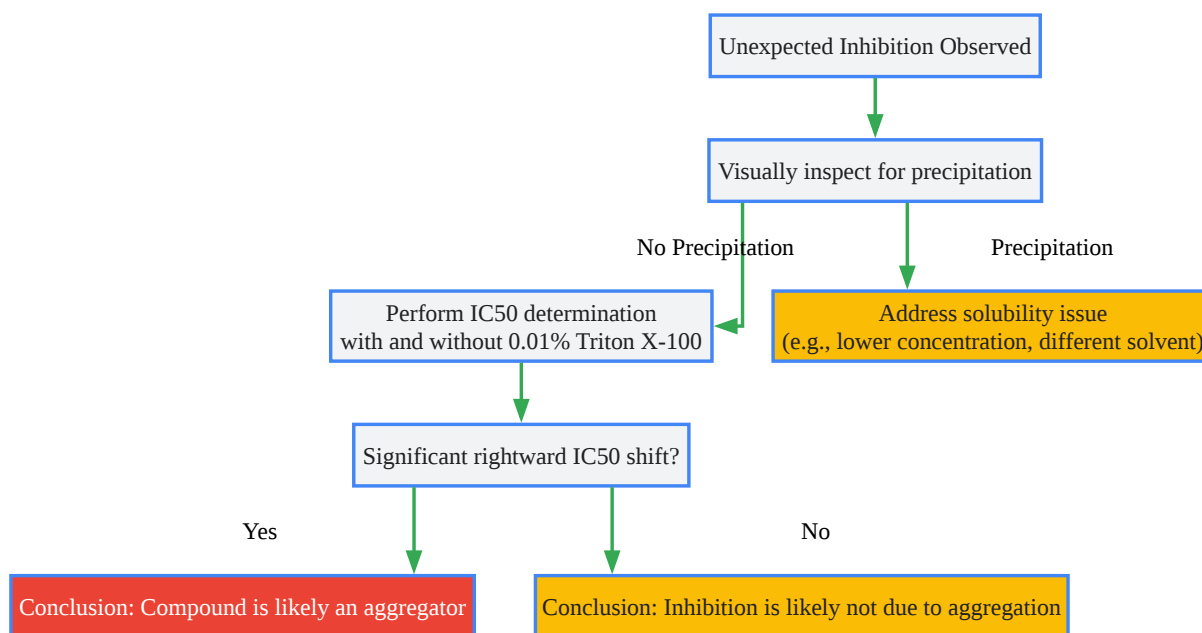 Unexpected Inhibition Observed
Visually inspect for precipitation
No Precipitation
Precipitation
Perform IC50 determination
with and without 0.01% Triton X-100
Address solubility issue
(e.g., lower concentration, different solvent)
Significant rightward IC50 shift?
Yes
No
Conclusion: Compound is likely an aggregator
Conclusion: Inhibition is likely not due to aggregation